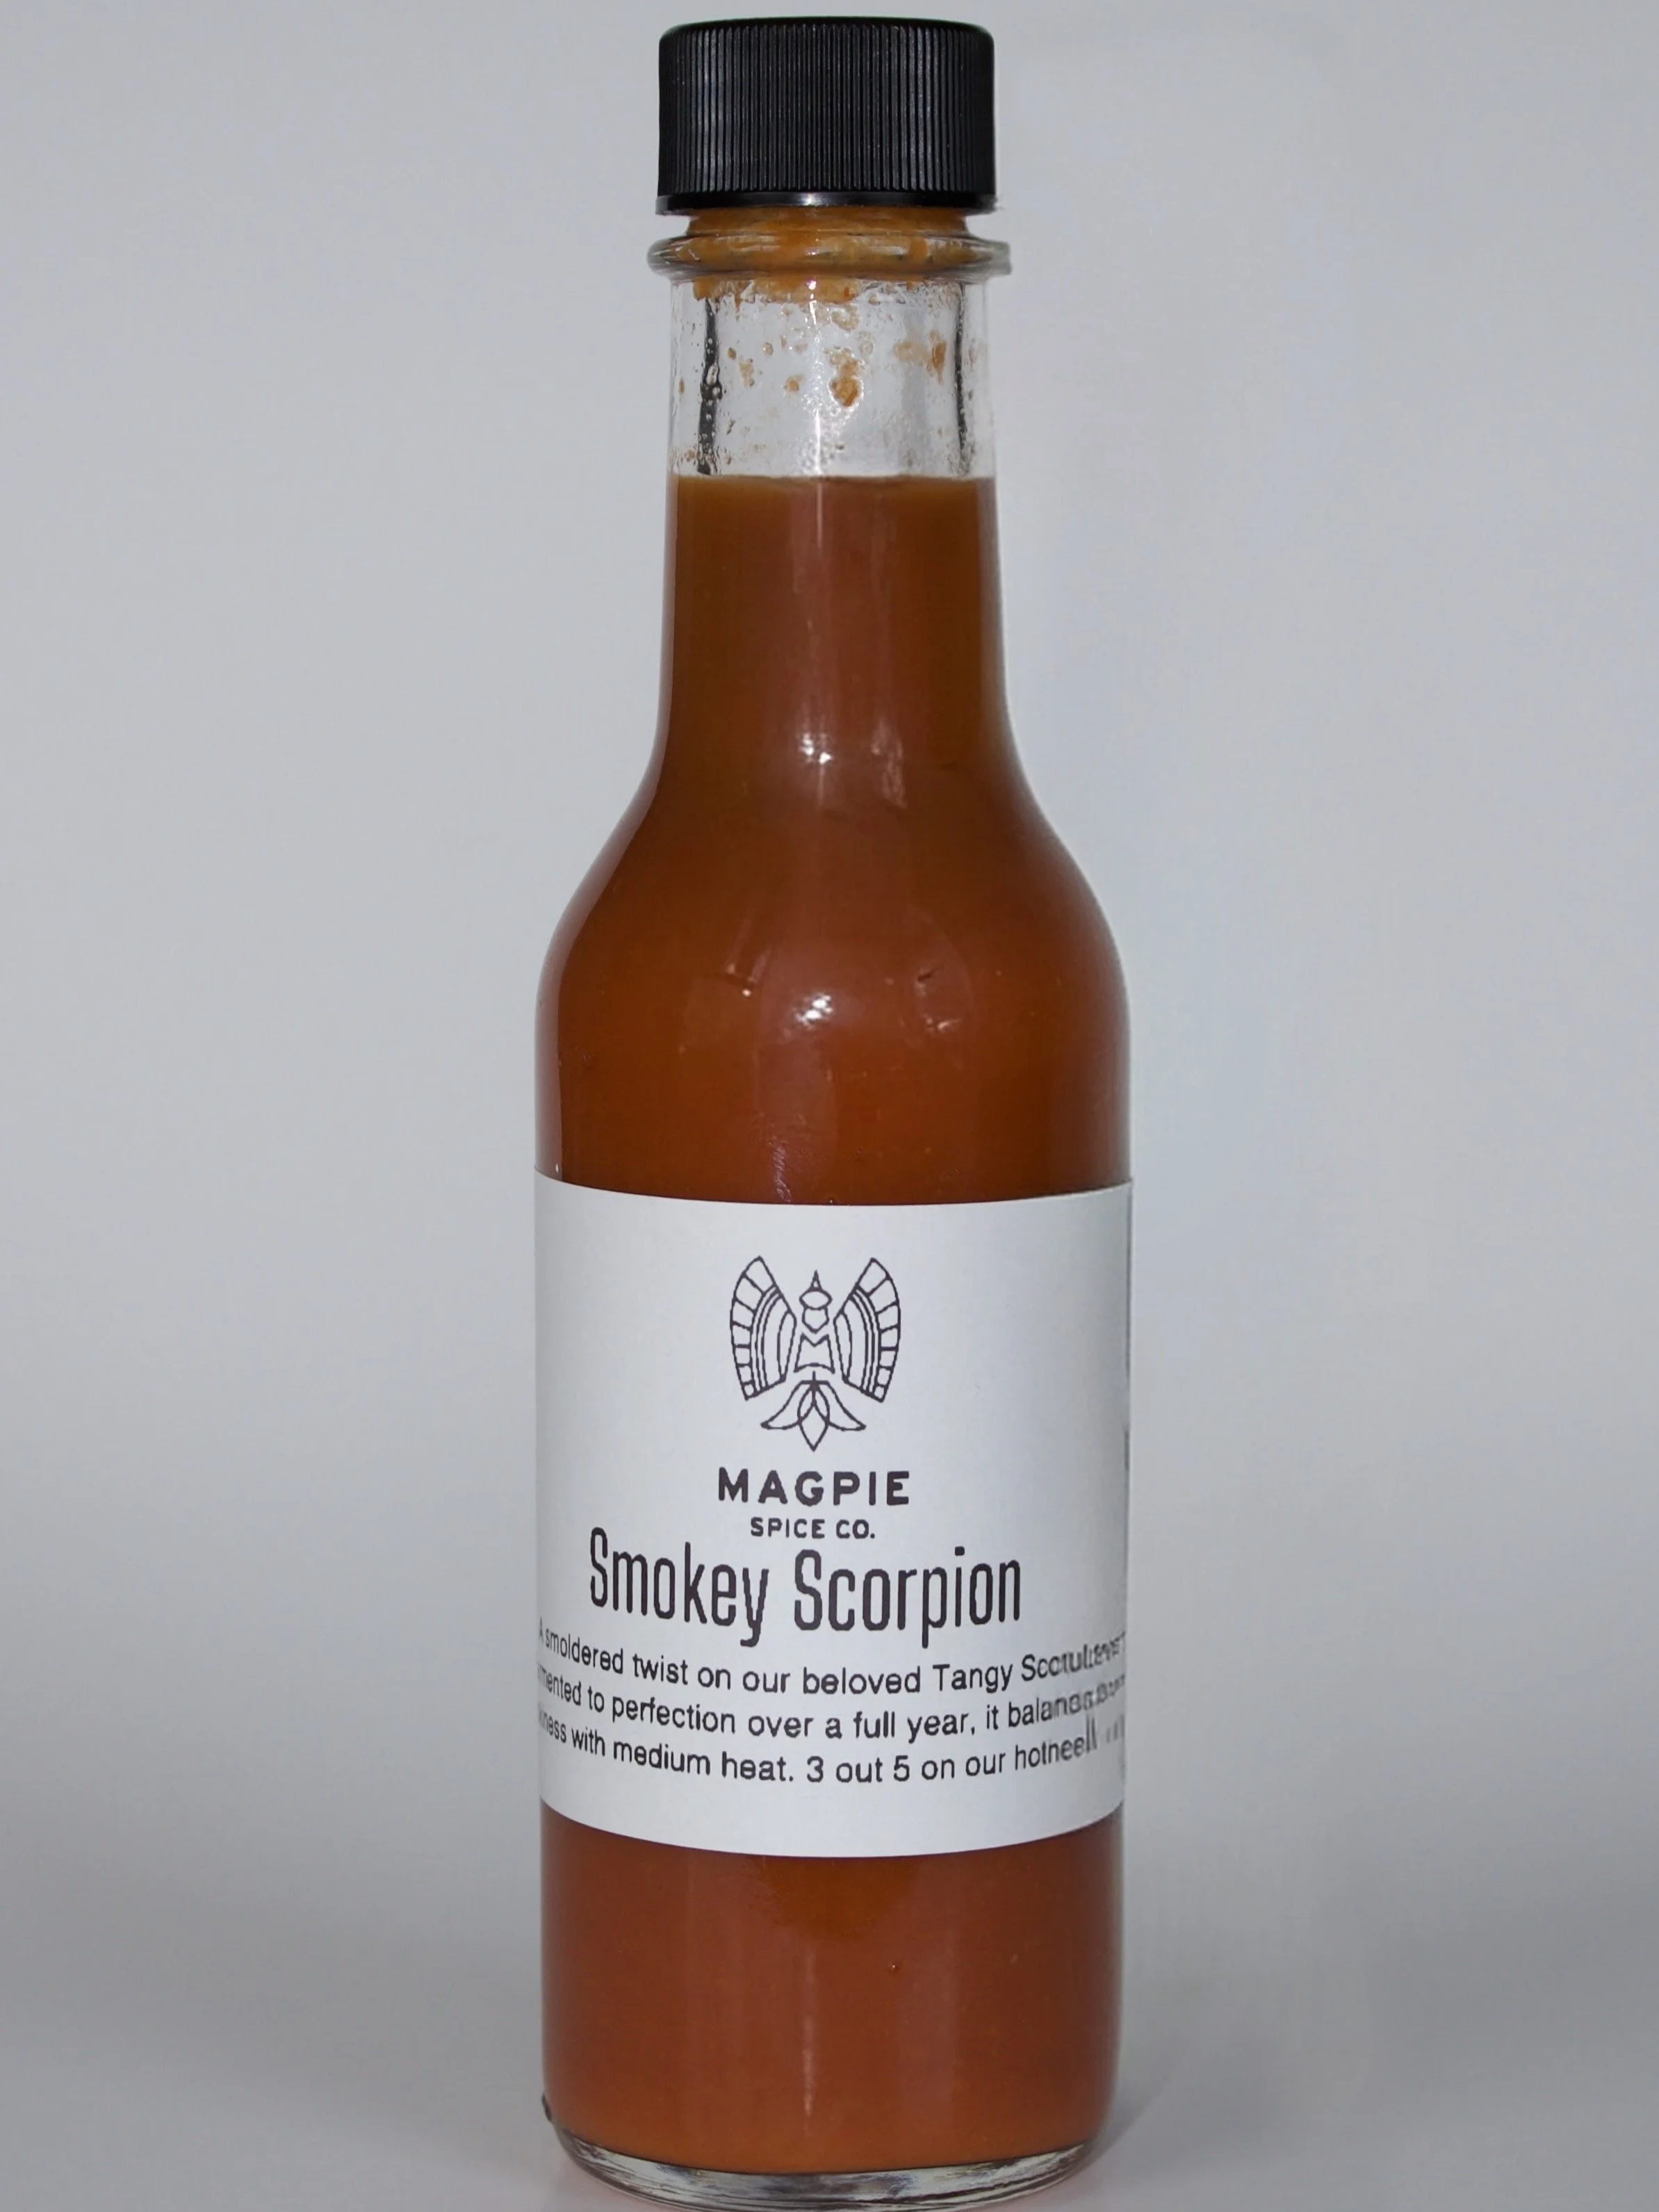 MAGPIE
SPICE CO.
Smokey Scorpion
A smoldered twist on our beloved Tangy
to perfection over a full year, it
with medium heat. 3 out 5 on our